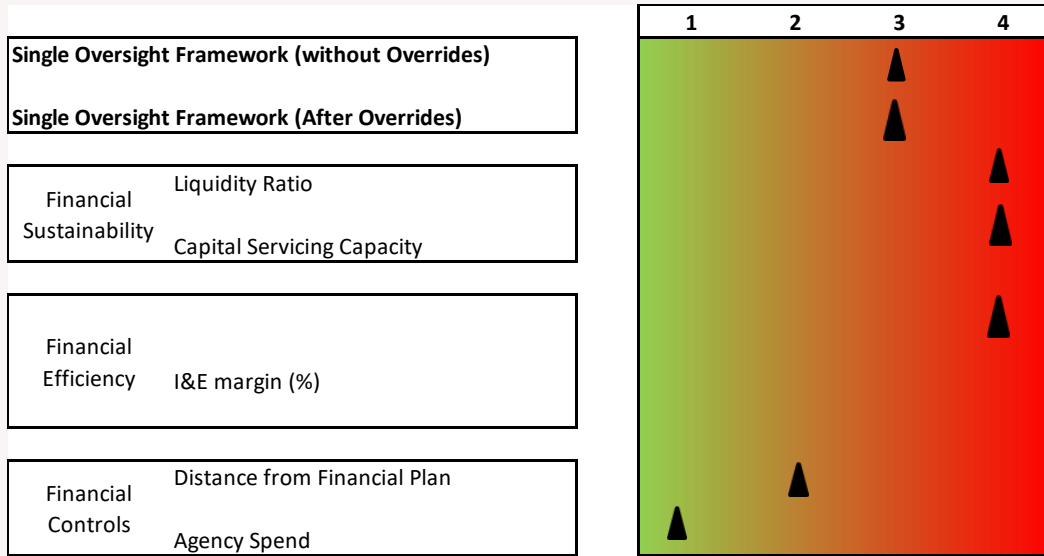 1 2 3 4
Single Oversight Framework (without Overrides)
Single Oversight Framework (After Overrides)
Financial
Sustainability
Liquidity Ratio
Capital Servicing Capacity
Financial
Efficiency
I&E margin (%)
Financial
Controls
Distance from Financial Plan
Agency Spend